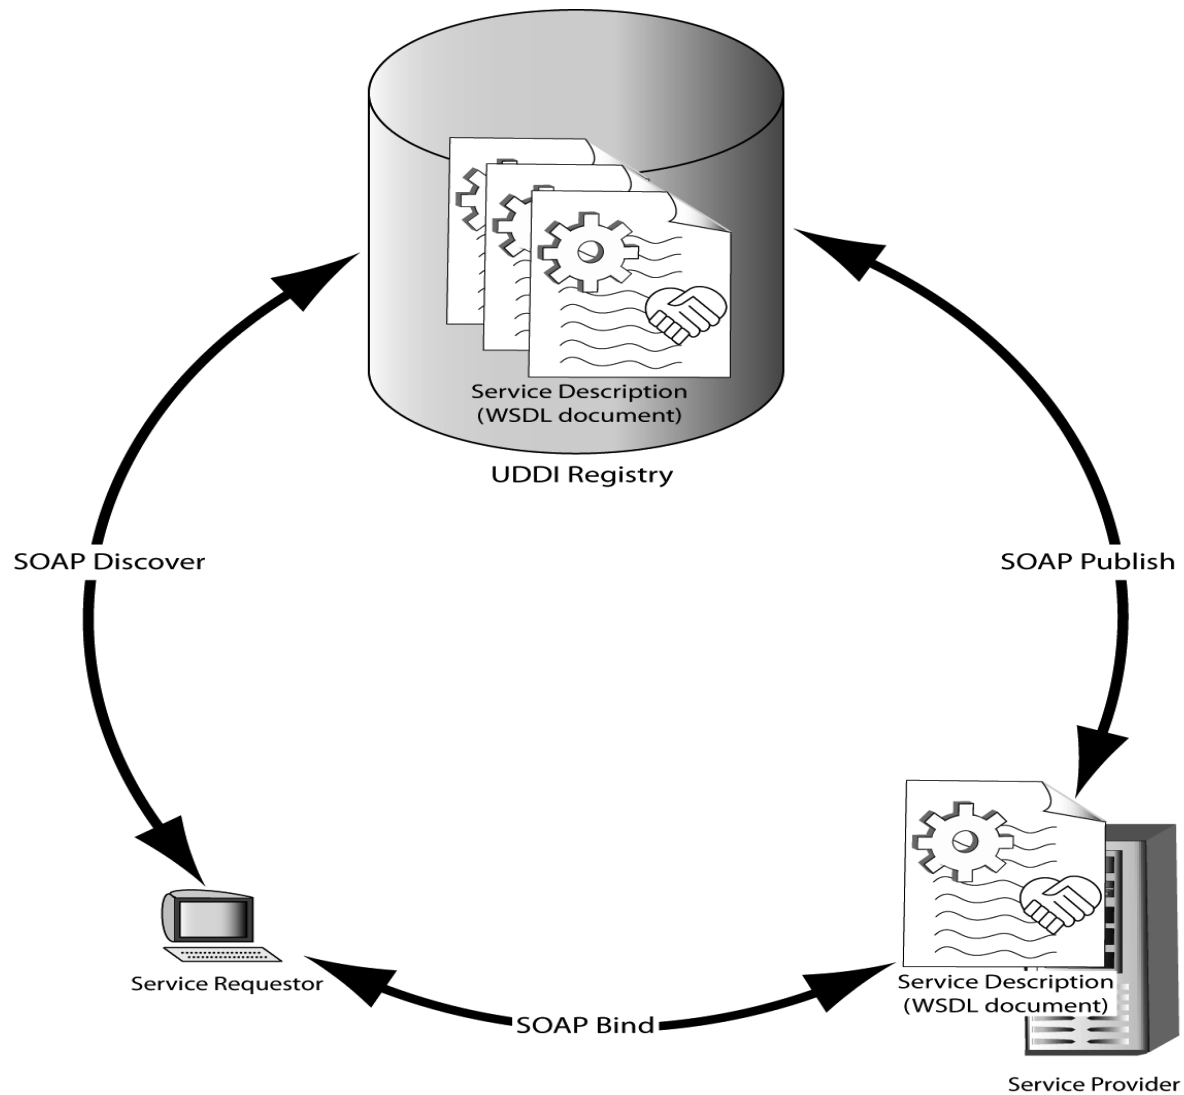 Service Description
(WSDL document)
UDDI Registry
SOAP Discover
SOAP Publish
Service Requestor
SOAP Bind
Service Description
(WSDL document)
Service Provider